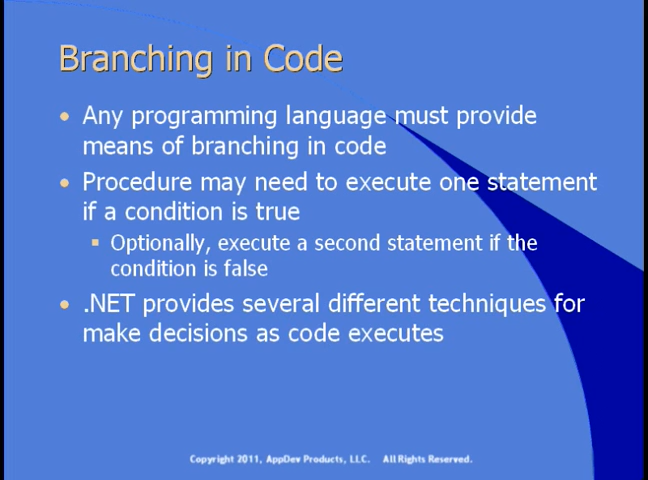 Branching in Code
• Any programming language must provide
means of branching in code
• Procedure may need to execute one statement
if a condition is true
▪ Optionally, execute a second statement if the
condition is false
• .NET provides several different techniques for
make decisions as code executes
Copyright 2011, AppDev Products, LLC. All Rights Reserved.